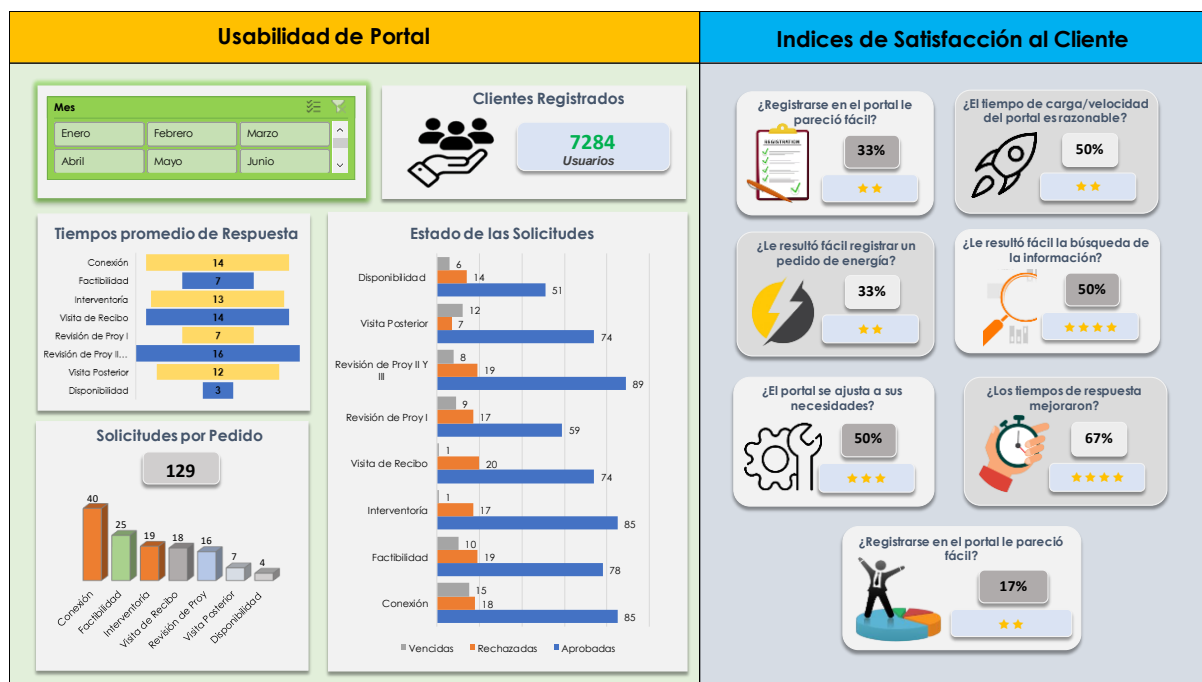 Usabilidad de Portal
Indices de Satisfacción al Cliente
Mes
Enero
Febrero
Marzo
Abril
Mayo
Junio
Clientes Registrados
7284
Usuarios
Tiempos promedio de Respuesta
Conexión
14
Factibilidad
7
Interventoría
13
Visita de Recibo
14
Revisión de Proy I
7
Revisión de Proy II...
16
Visita Posterior
12
Disponibilidad
3
Solicitudes por Pedido
129
40
25
19
18
16
7
4
Conexión
Factibilidad
Interventoría
Visita de Recibo
Revisión de Proy
Visita Posterior
Disponibilidad
Estado de las Solicitudes
Disponibilidad
6
14
51
Visita Posterior
12
7
74
Revisión de Proy II Y
III
8
19
89
Revisión de Proy I
9
17
59
Visita de Recibo
1
20
74
Interventoría
1
17
85
Factibilidad
10
19
78
Conexión
15
18
85
Vencidas
Rechazadas
Aprobadas
¿Registrarse en el portal le
pareció fácil?
REGISTRATION
33%
¿El tiempo de carga/velocidad
del portal es razonable?
50%
¿Le resultó fácil registrar un
pedido de energía?
33%
¿Le resultó fácil la búsqueda de
la información?
50%
¿El portal se ajusta a sus
necesidades?
50%
¿Los tiempos de respuesta
mejoraron?
67%
¿Registrarse en el portal le pareció
fácil?
17%